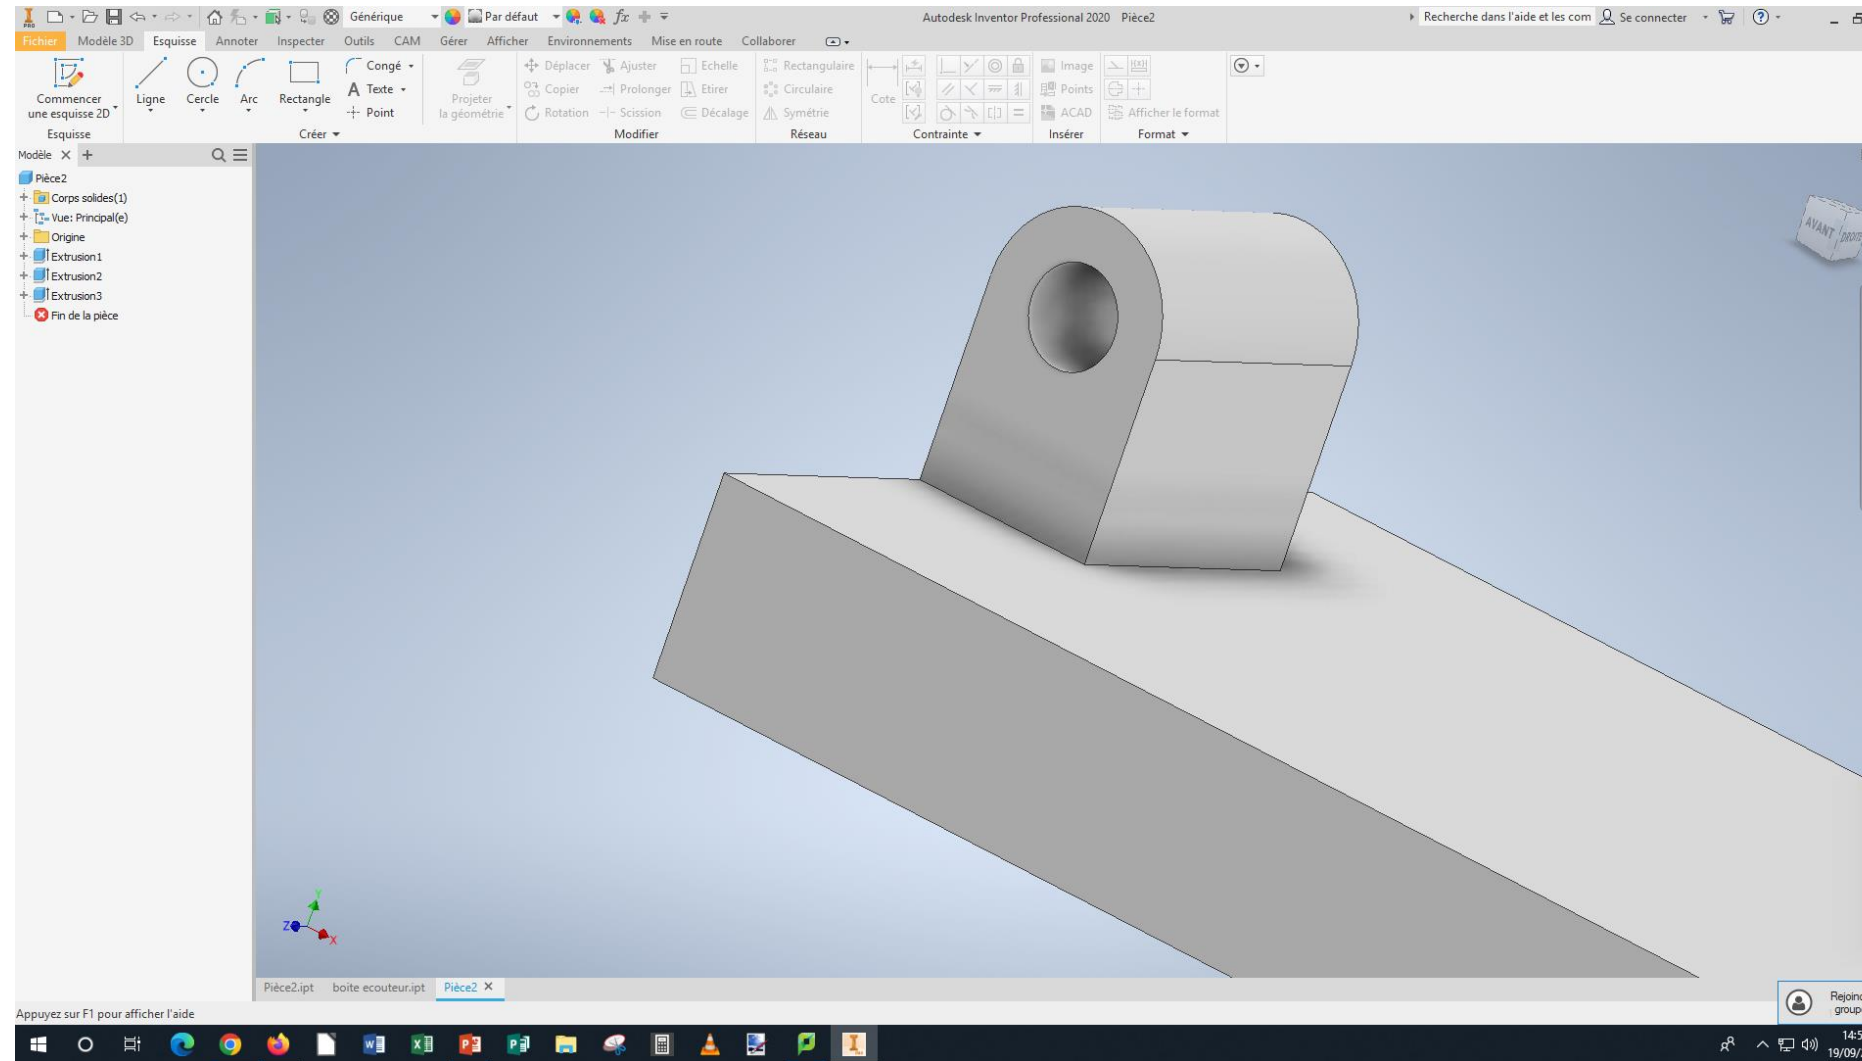 Générique
Par défaut
fx
Autodesk Inventor Professional 2020 Pièce2
Recherche dans l'aide et les com
Se connecter
Fichier Modèle 3D Esquisse Annoter Inspecter Outils CAM Gérer Afficher Environnements Mise en route Collaborer
Commencer
une esquisse 2D
Ligne
Cercle
Arc
Rectangle
Congé
A Texte
Point
Projeter
la géométrie
Déplacer Ajuster Echelle
Copier Prolonger Etirer
Rotation Scission Décalage
Rectangulaire
Circulaire
Symétrie
Cote
Image
Points
ACAD
Afficher le format
Esquisse Créer Modifier Réseau Contrainte Insérer Format
Modèle
Pièce2
Corps solides(1)
Vue: Principal(e)
Origine
Extrusion1
Extrusion2
Extrusion3
Fin de la pièce
AVANT
Y
Z
X
Pièce2.ipt boite ecouteur.ipt Pièce2
Appuyez sur F1 pour afficher l'aide
14:5
19/09/